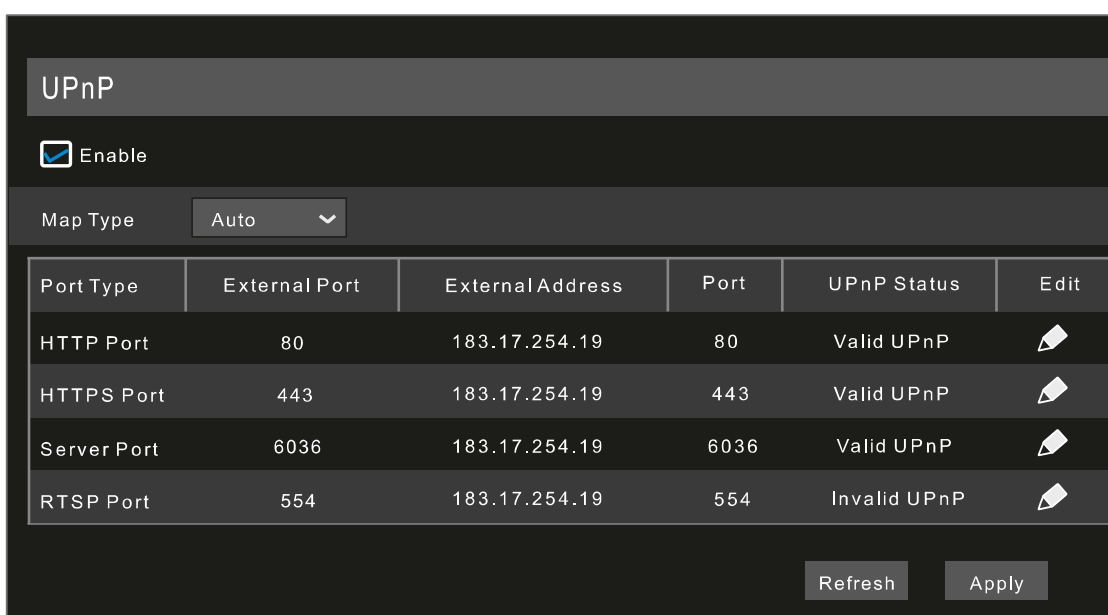 UPnP
Enable
Map Type Auto
Port Type External Port External Address Port UPnP Status Edit
HTTP Port 80 183.17.254.19 80 Valid UPnP
HTTPS Port 443 183.17.254.19 443 Valid UPnP
Server Port 6036 183.17.254.19 6036 Valid UPnP
RTSP Port 554 183.17.254.19 554 Invalid UPnP
Refresh Apply